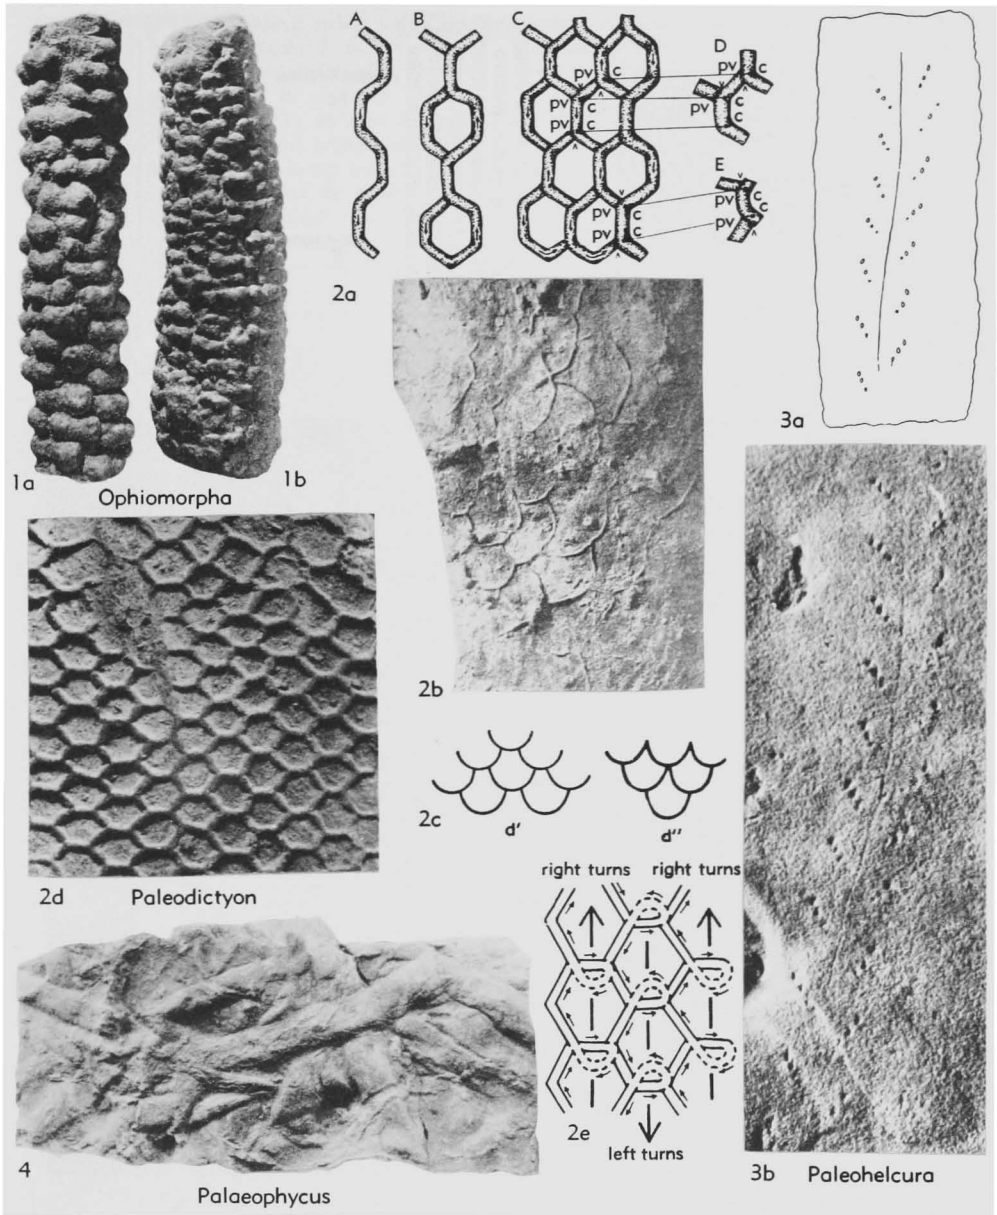 A
B
C
D
pv
c
pv
c
pv
c
pv
c
pv
c
c
E
pv
c
c
pv
c
pv
c
pv
2a
3a
1a
1b
Ophiomorpha
2b
2c
d'
d"
2d
Paleodictyon
right turns
right turns
2e
left turns
4
Palaeophycus
3b
Paleohelcura